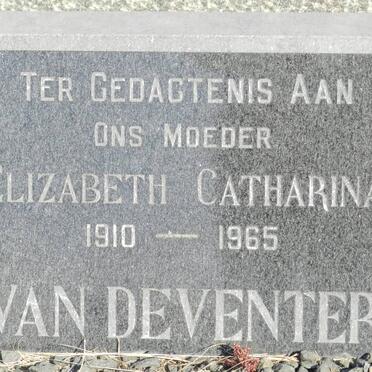 TER GEDAGTENIS AAN
ONS MOEDER
ELIZABETH CATHARINA
1910 — 1965
VAN DEVENTER